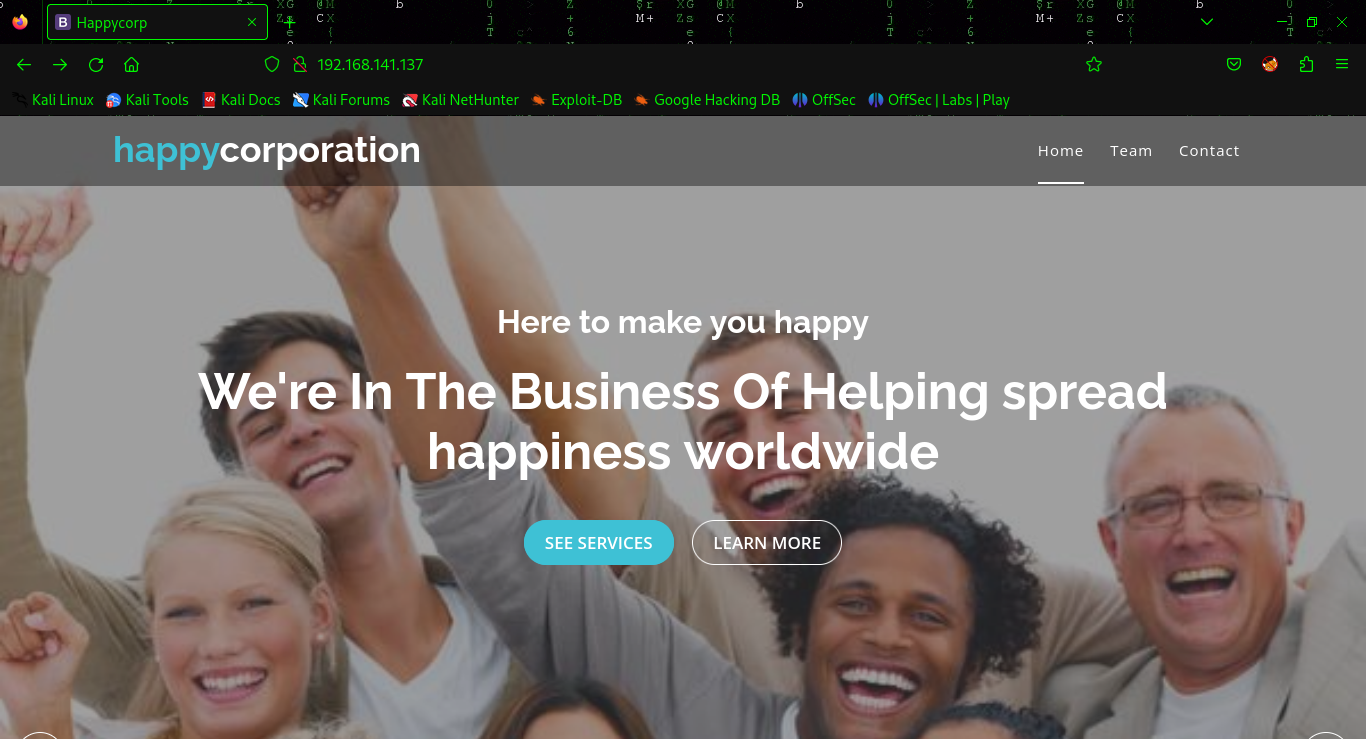 Happycorp
192.168.141.137
Kali Linux Kali Tools Kali Docs Kali Forums Kali NetHunter Exploit-DB Google Hacking DB OffSec OffSec | Labs | Play
happycorporation Home Team Contact
Here to make you happy
We're In The Business Of Helping spread
happiness worldwide
SEE SERVICES LEARN MORE